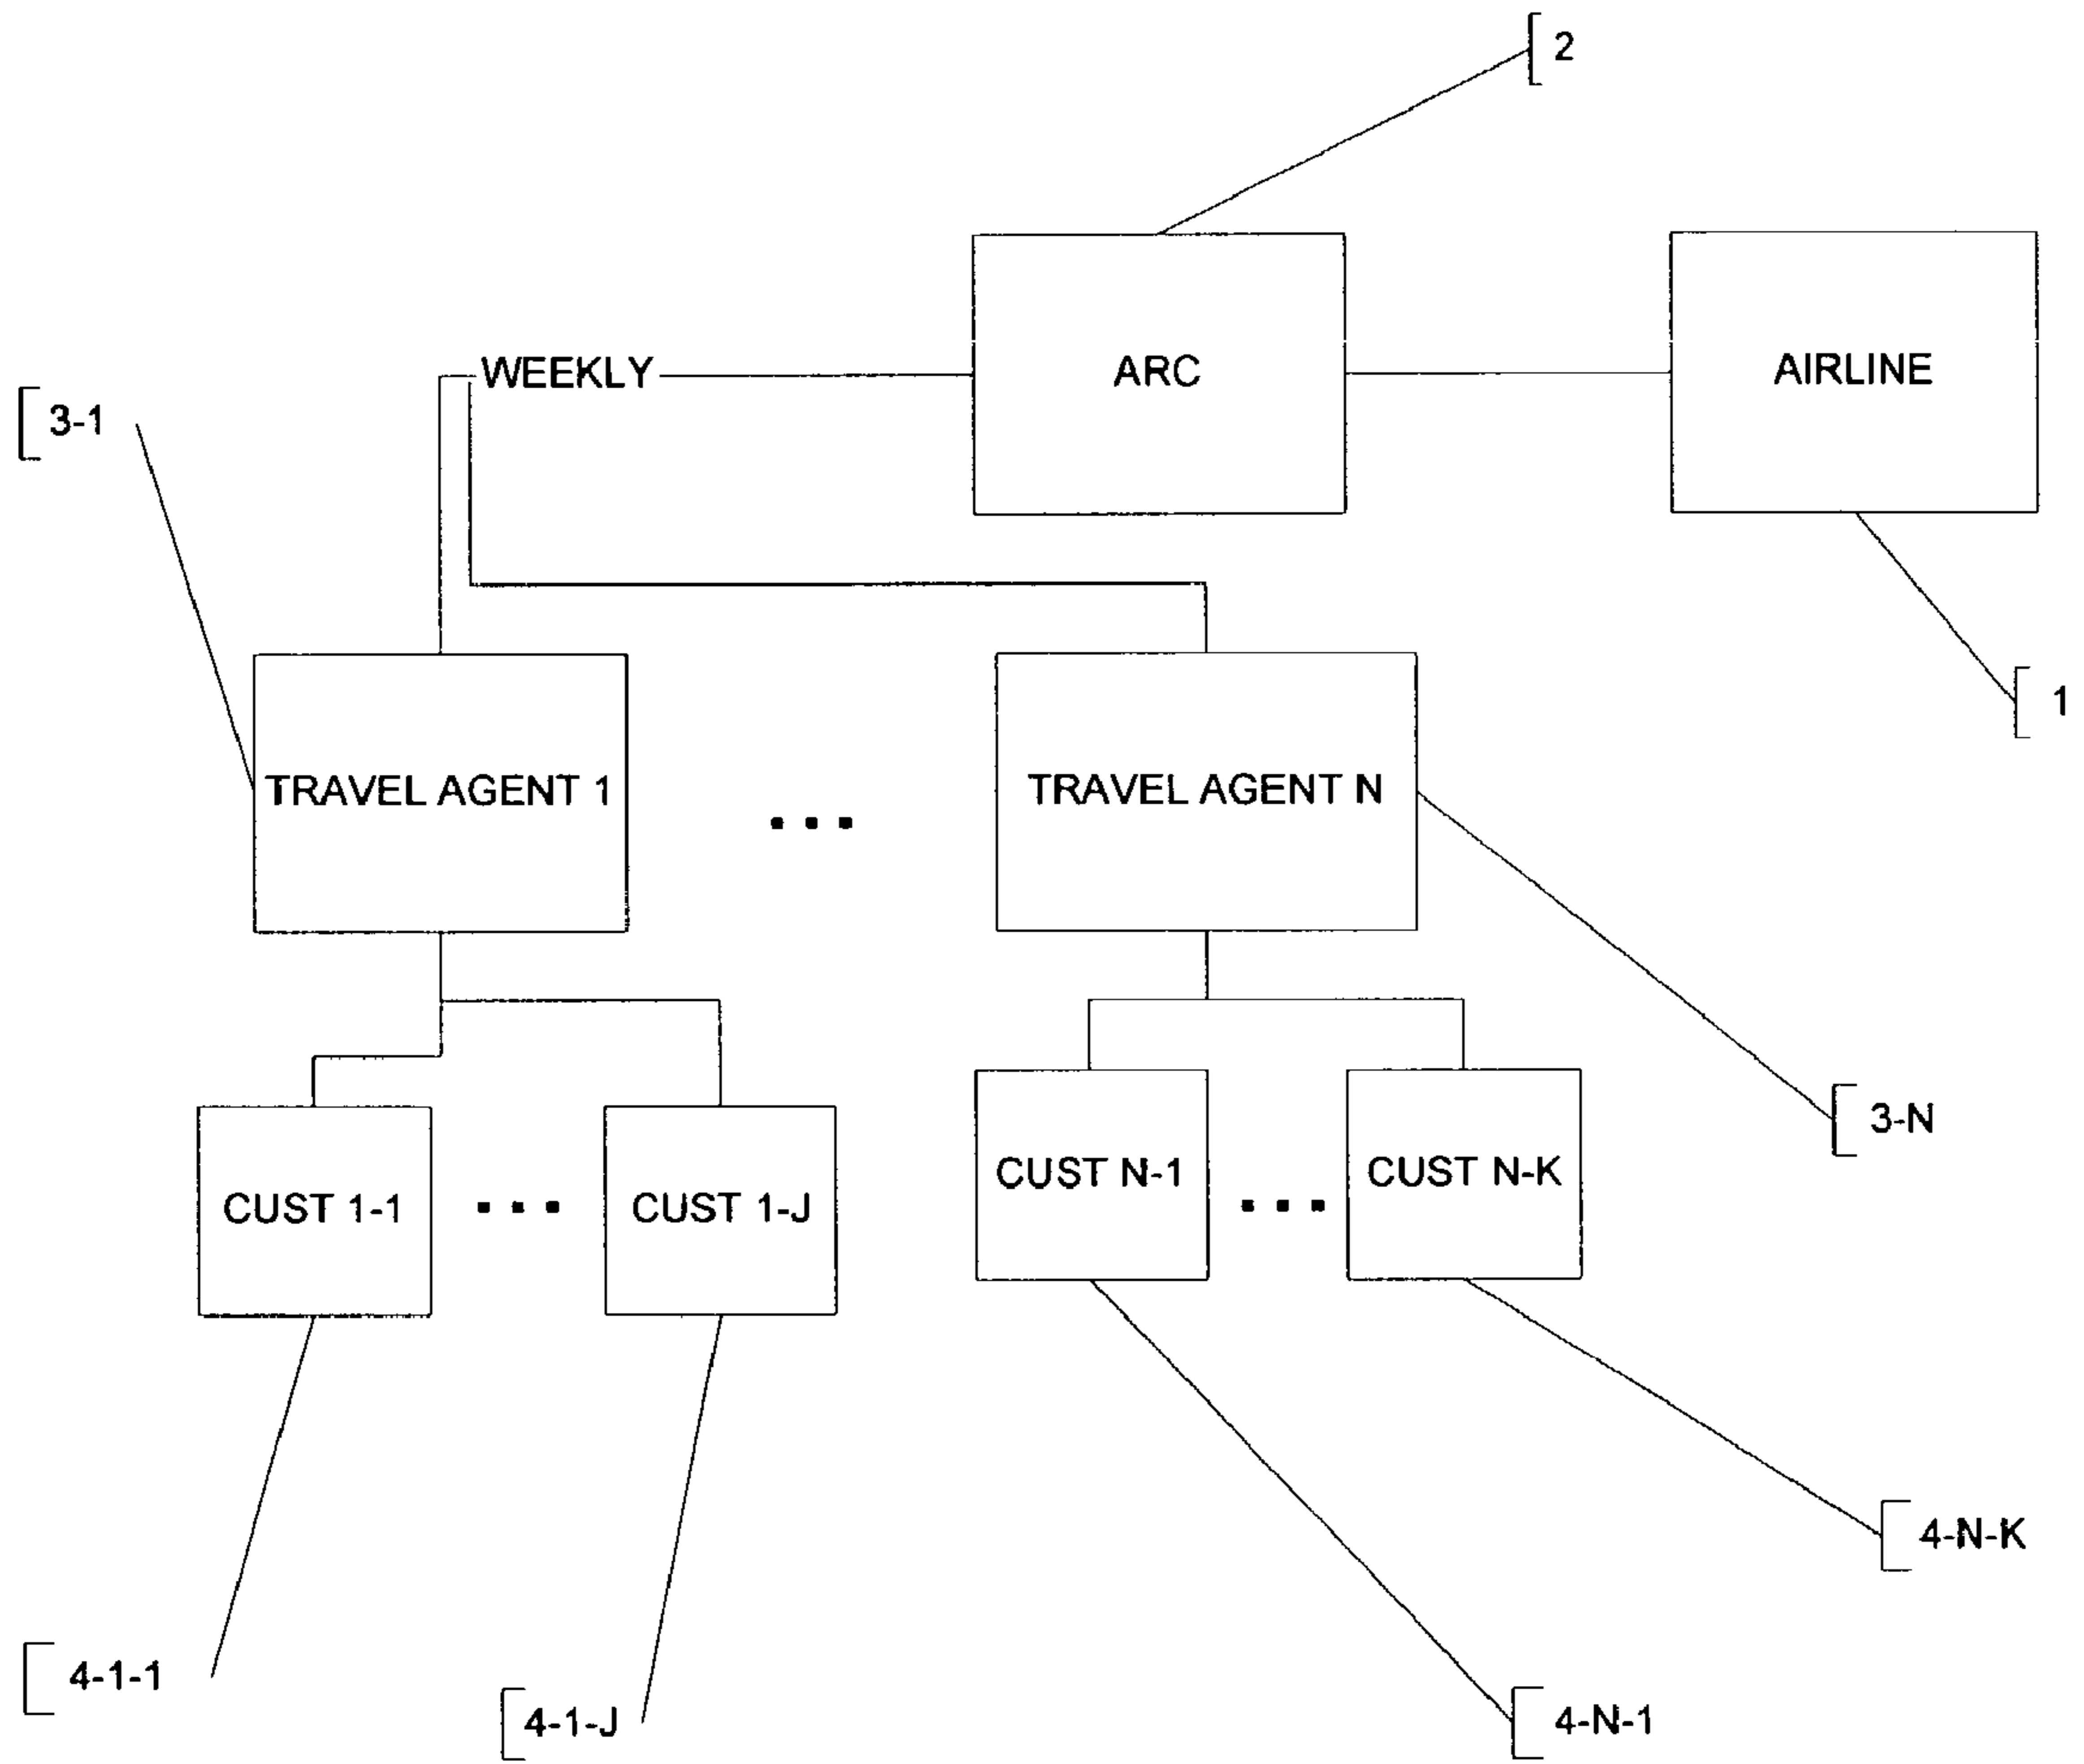 2
ARC
AIRLINE
WEEKLY
3-1
1
TRAVEL AGENT 1
...
TRAVEL AGENT N
3-N
CUST 1-1
...
CUST 1-J
CUST N-1
...
CUST N-K
4-N-K
4-1-1
4-1-J
4-N-1